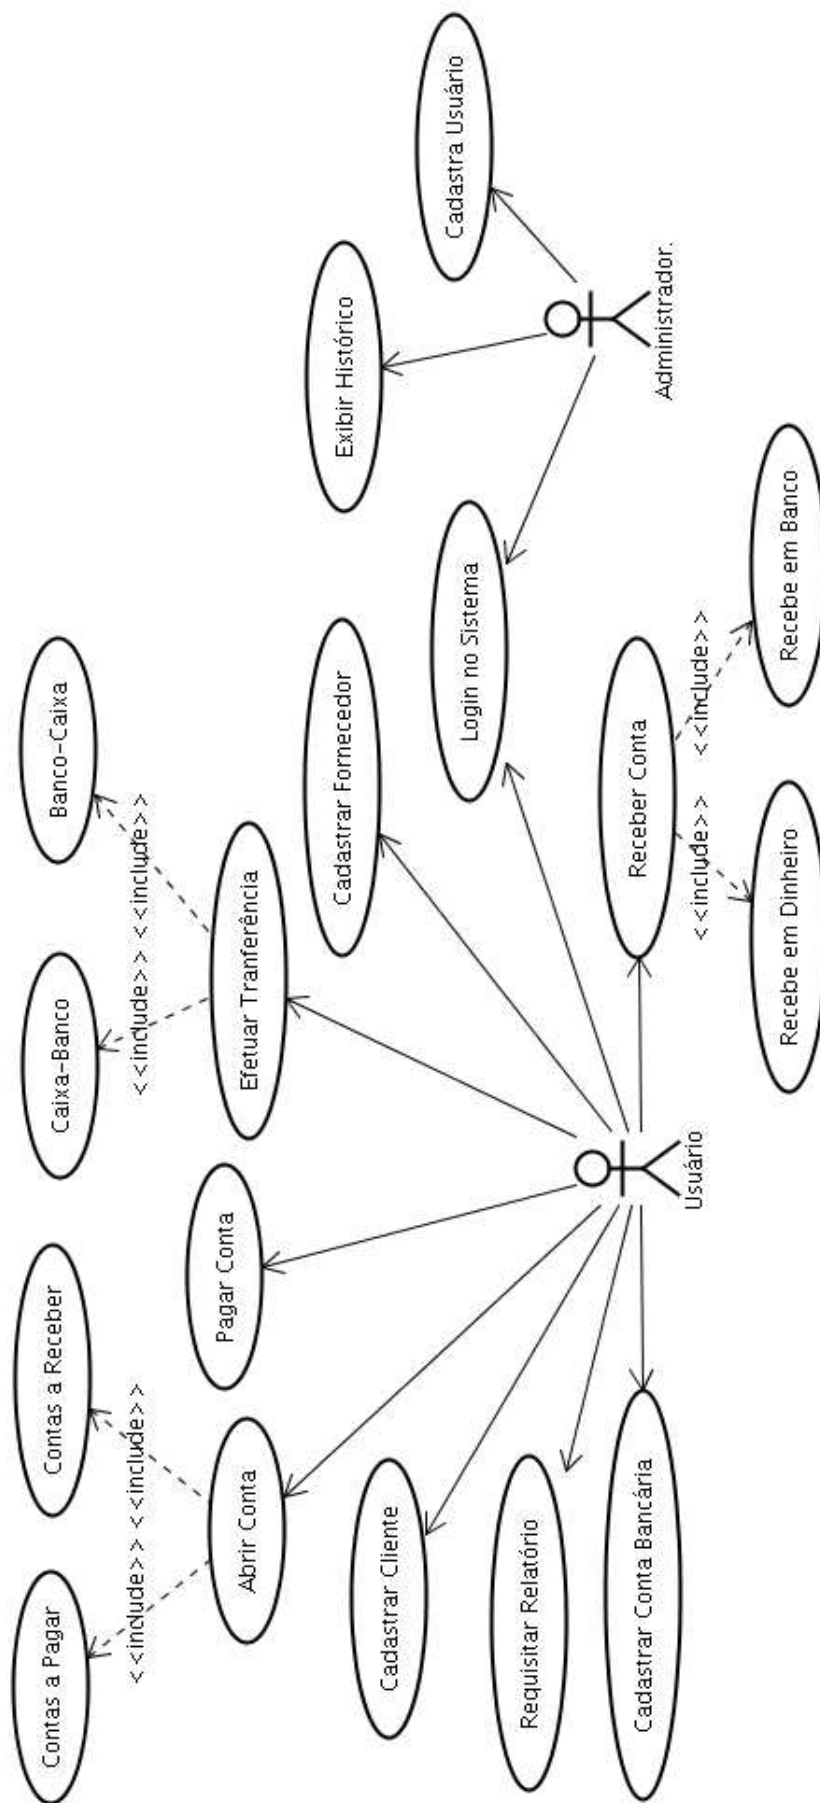 Contas a Pagar
Contas a Receber
Caixa-Banco
Banco-Caixa
<<include>>
<<include>>
<<include>>
<<include>>
Abrir Conta
Pagar Conta
Efetuar Tranferência
Cadastrar Fornecedor
Exibir Histórico
Cadastra Usuário
Cadastrar Cliente
Login no Sistema
Requisitar Relatório
Cadastrar Conta Bancária
Usuário
Receber Conta
Administrador.
<<include>>
<<include>>
Recebe em Dinheiro
Recebe em Banco